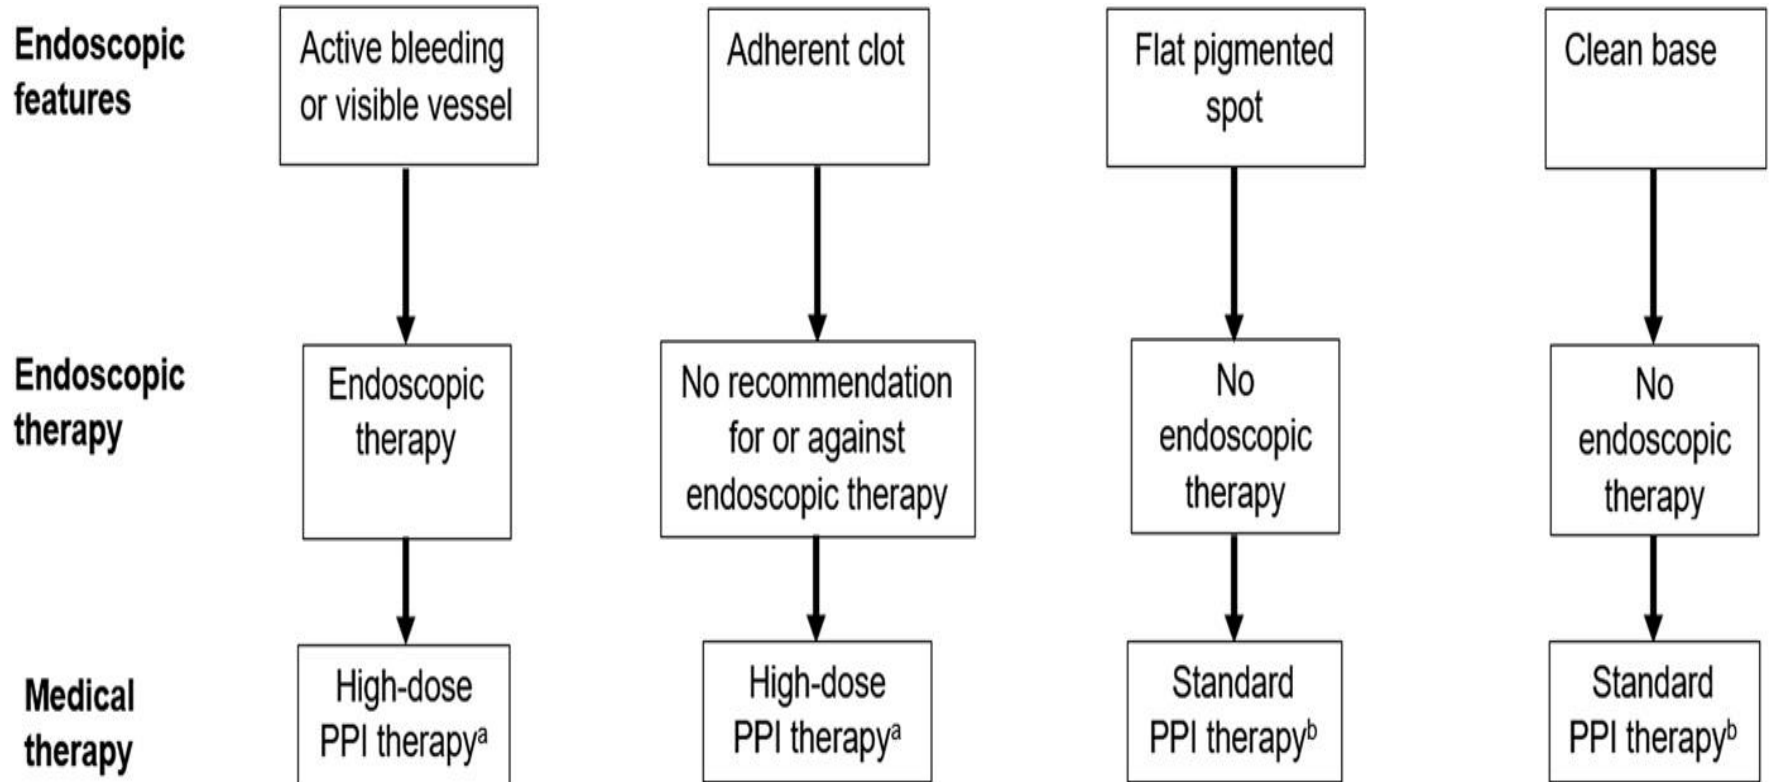 Endoscopic
features
Active bleeding
or visible vessel
Adherent clot
Flat pigmented
spot
Clean base
Endoscopic
therapy
Endoscopic
therapy
No recommendation
for or against
endoscopic therapy
No
endoscopic
therapy
No
endoscopic
therapy
Medical
therapy
High-dose
PPI therapyᵃ
High-dose
PPI therapyᵃ
Standard
PPI therapyᵇ
Standard
PPI therapyᵇ